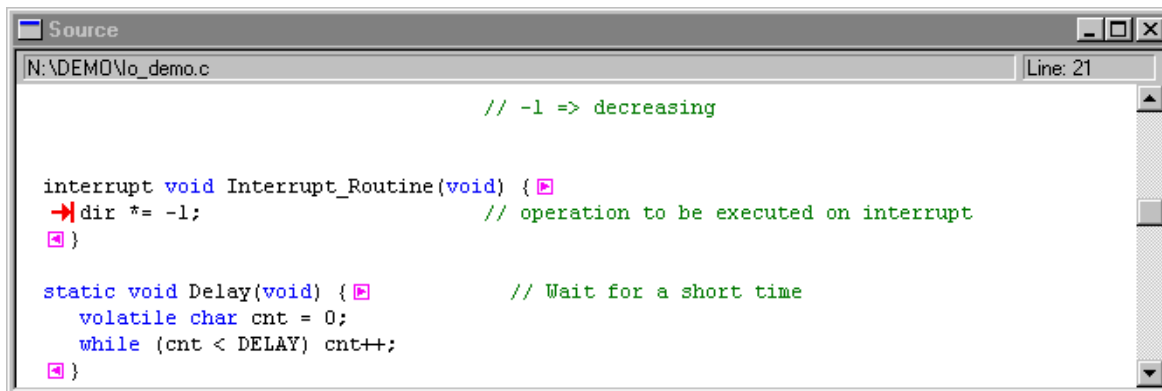 Source
N:\DEMO\Io_demo.c Line: 21
// -1 => decreasing
interrupt void Interrupt_Routine(void) {
dir *= -1; // operation to be executed on interrupt
}
static void Delay(void) { // Wait for a short time
volatile char cnt = 0;
while (cnt < DELAY) cnt++;
}